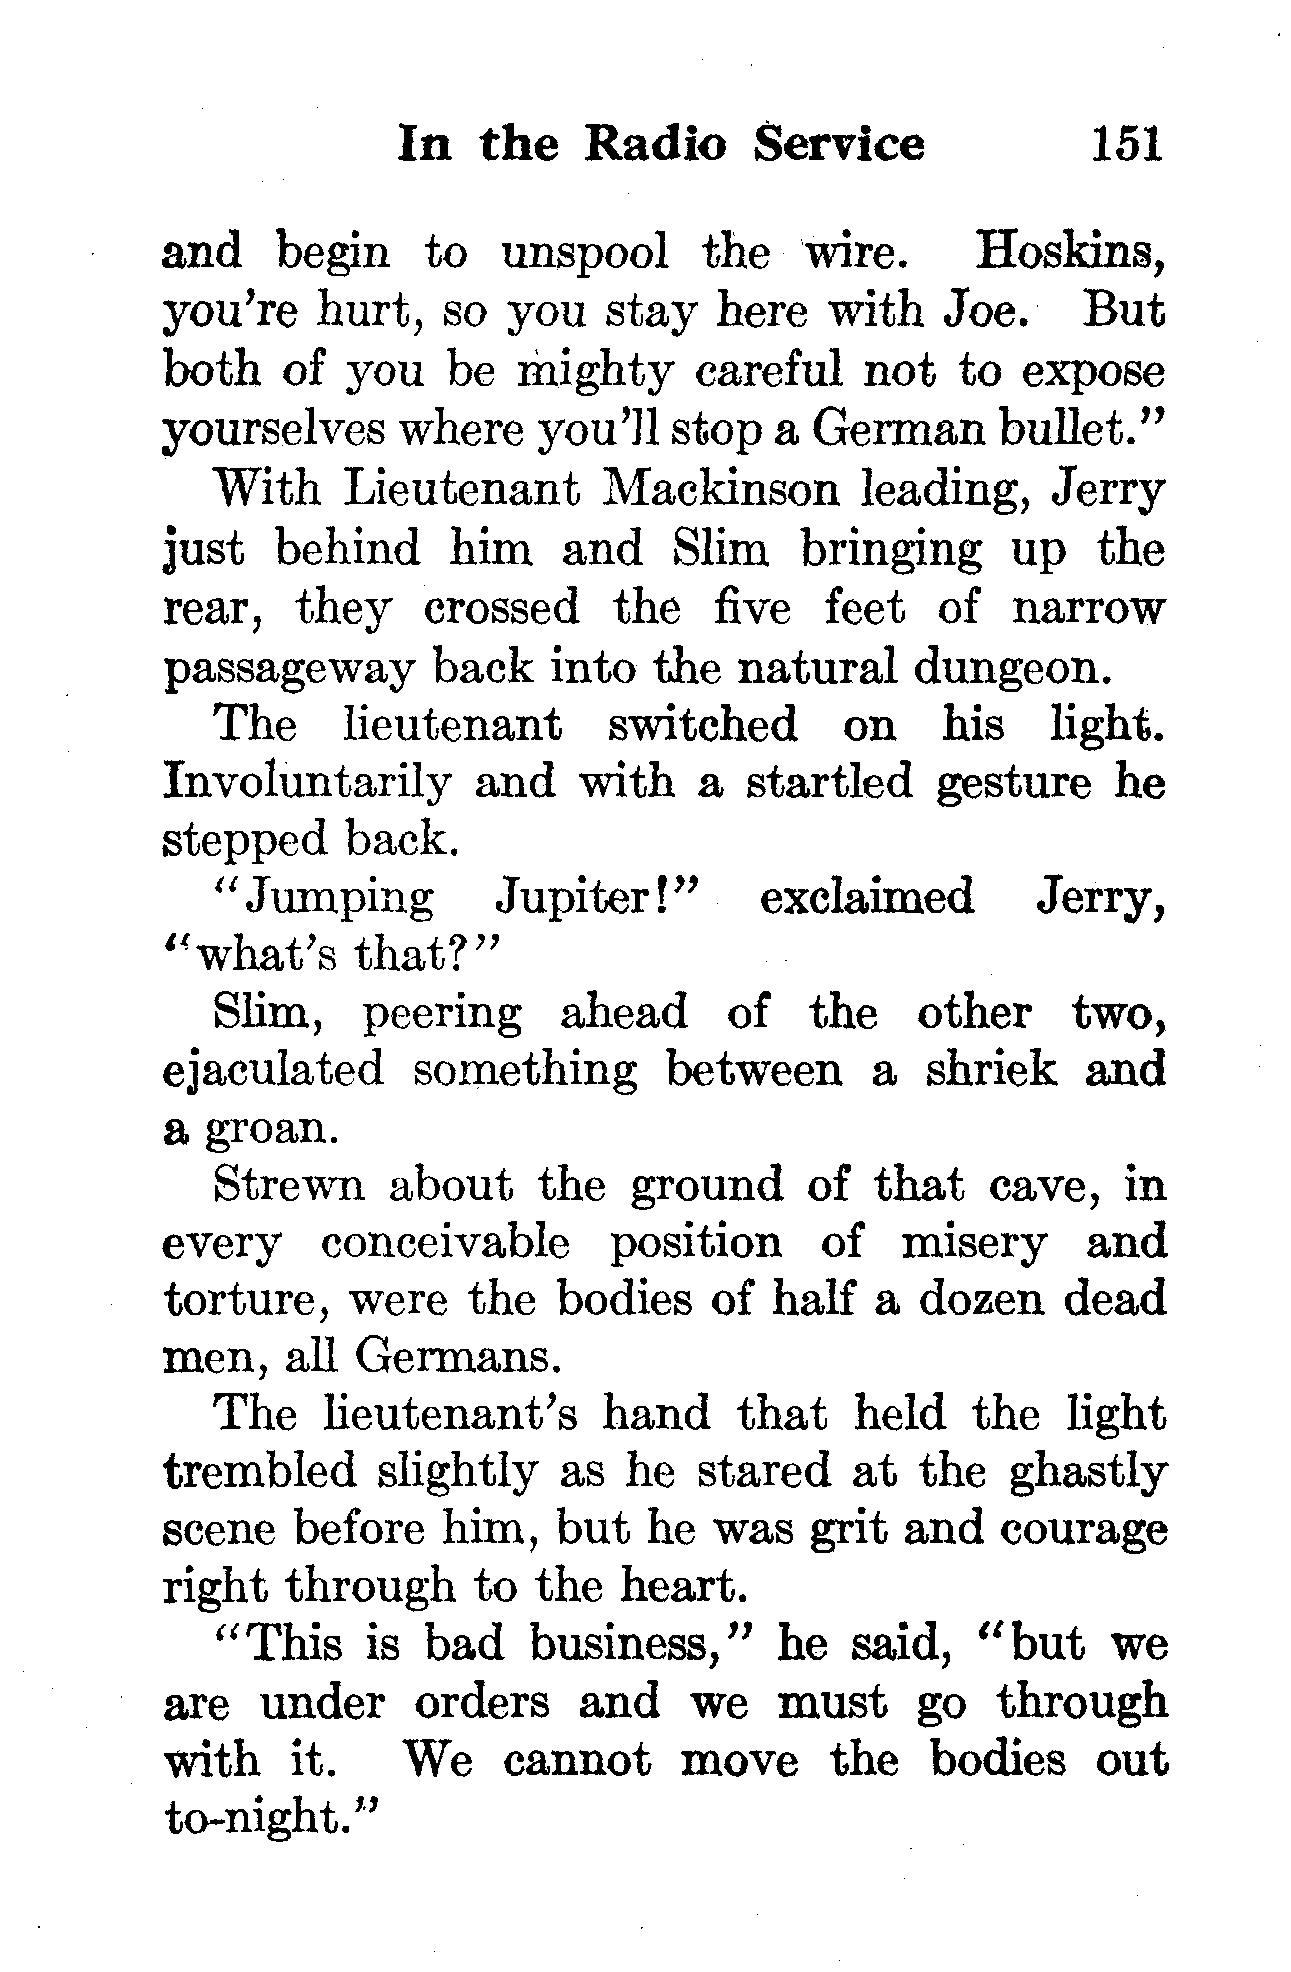 In the Radio Service 151
and begin to unspool the wire. Hoskins,
you're hurt, so you stay here with Joe. But
both of you be mighty careful not to expose
yourselves where you'll stop a German bullet."
With Lieutenant Mackinson leading, Jerry
just behind him and Slim bringing up the
rear, they crossed the five feet of narrow
passageway back into the natural dungeon.
The lieutenant switched on his light.
Involuntarily and with a startled gesture he
stepped back.
"Jumping Jupiter!" exclaimed Jerry,
"what's that?"
Slim, peering ahead of the other two,
ejaculated something between a shriek and
a groan.
Strewn about the ground of that cave, in
every conceivable position of misery and
torture, were the bodies of half a dozen dead
men, all Germans.
The lieutenant's hand that held the light
trembled slightly as he stared at the ghastly
scene before him, but he was grit and courage
right through to the heart.
"This is bad business," he said, "but we
are under orders and we must go through
with it. We cannot move the bodies out
to-night."